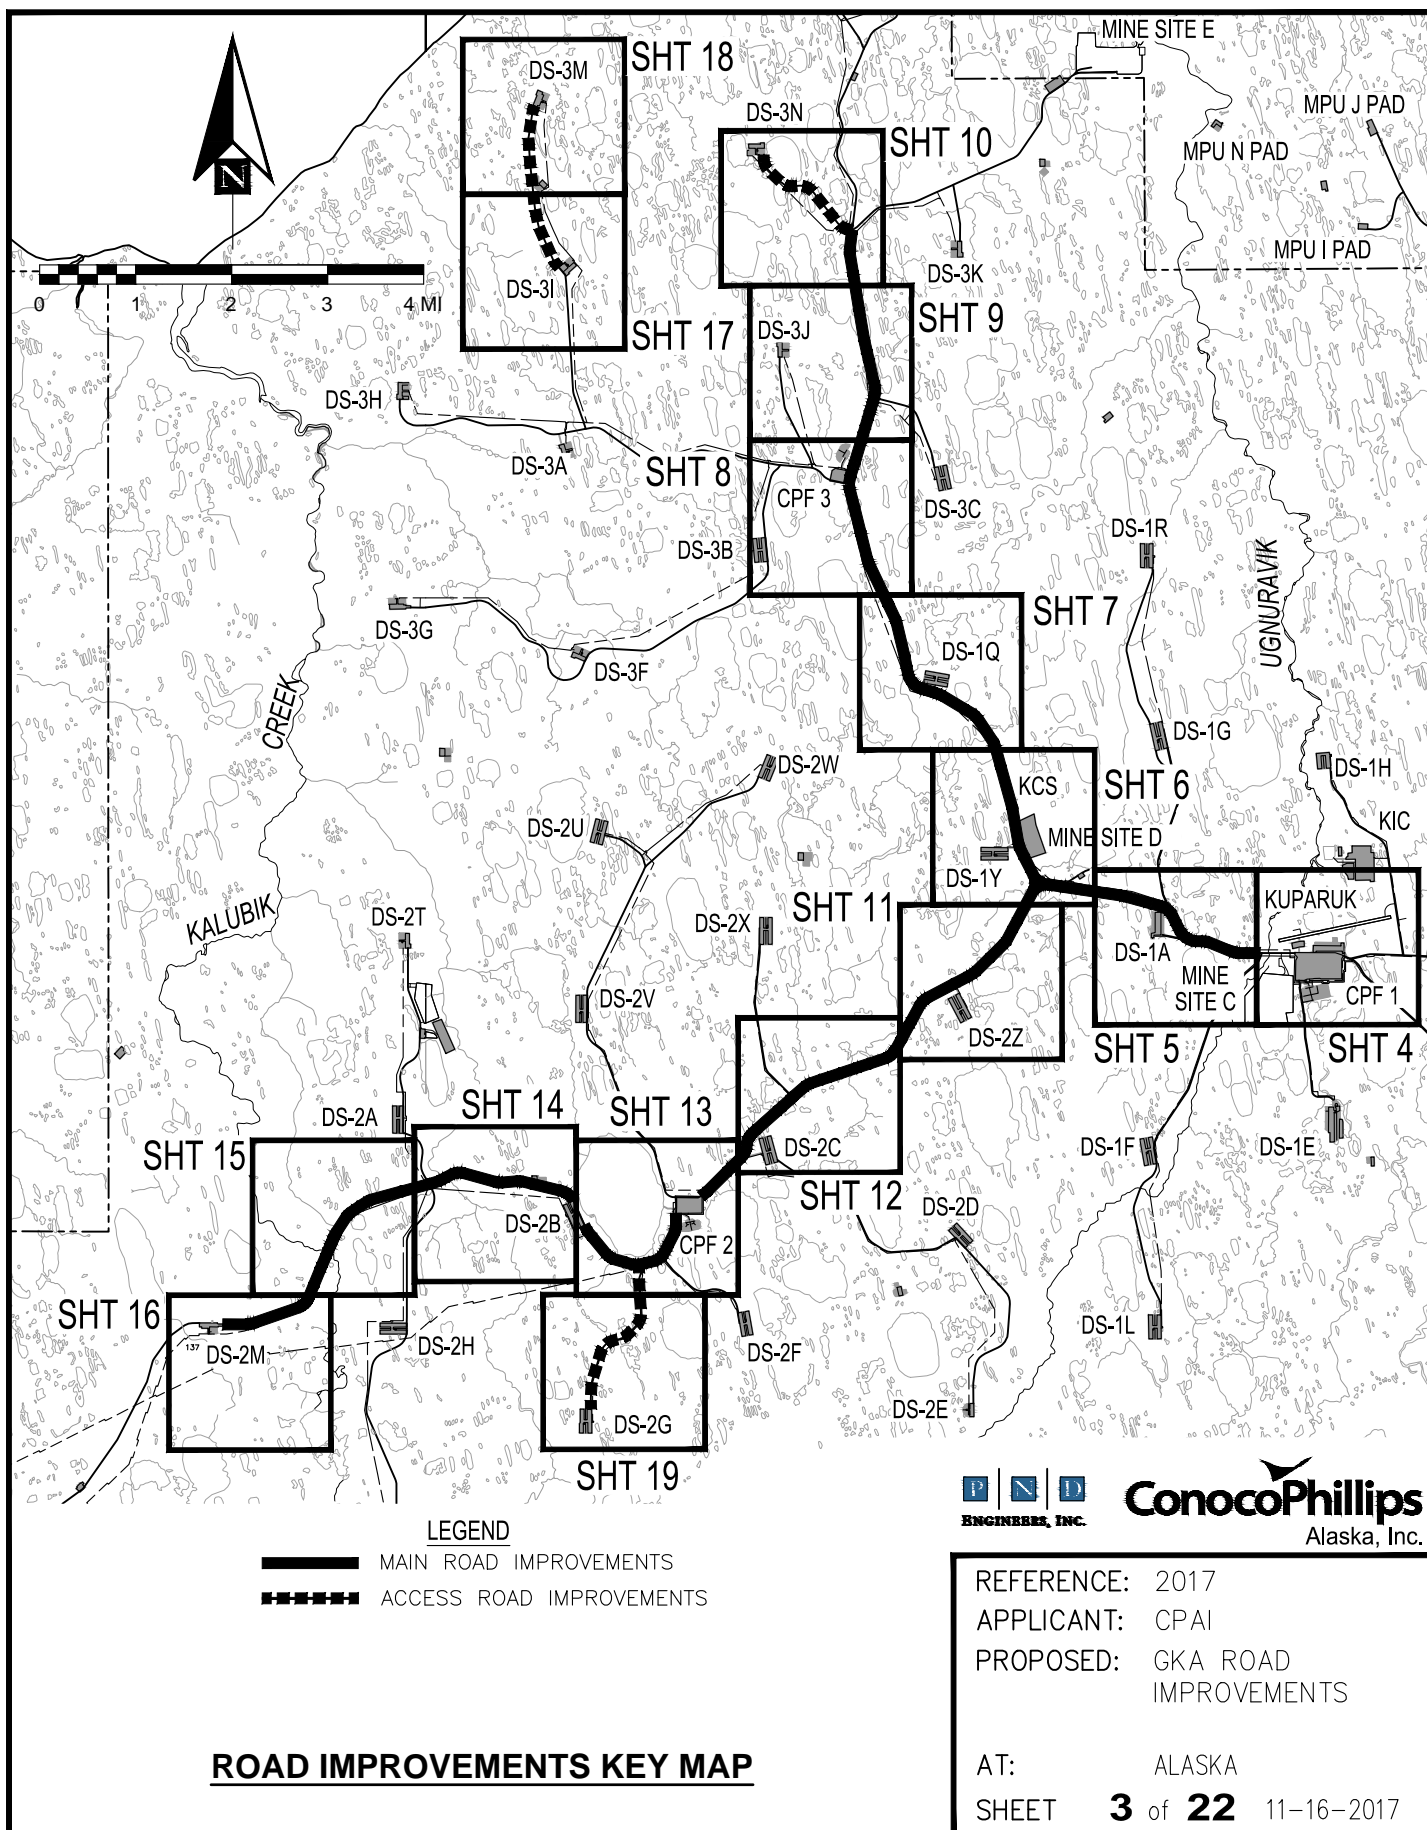 MINE SITE E
SHT 18
DS-3M
MPU J PAD
DS-3N
SHT 10
MPU N PAD
N
MPU I PAD
DS-3K
DS-3I
0 1 2 3 4 MI
SHT 9
SHT 17
DS-3J
DS-3H
DS-3A
SHT 8
CPF 3
DS-3C
DS-1R
DS-3B
UGNURAVIK
SHT 7
DS-3G
DS-3F
DS-1Q
CREEK
DS-1G
DS-2W
DS-1H
KCS
SHT 6
DS-2U
MINE SITE D
KIC
DS-1Y
KUPARUK
SHT 11
KALUBIK
DS-2T
DS-2X
DS-1A
MINE
SITE C
CPF 1
DS-2V
DS-2Z
SHT 5
SHT 4
DS-2A
SHT 14
SHT 13
DS-2C
DS-1F
DS-1E
SHT 15
SHT 12
DS-2B
DS-2D
CPF 2
SHT 16
137
DS-2M
DS-2H
DS-2F
DS-1L
DS-2E
DS-2G
SHT 19
P N D
ENGINEERS, INC.
ConocoPhillips
Alaska, Inc.
LEGEND
MAIN ROAD IMPROVEMENTS
ACCESS ROAD IMPROVEMENTS
REFERENCE: 2017
APPLICANT: CPAI
PROPOSED: GKA ROAD
IMPROVEMENTS
ROAD IMPROVEMENTS KEY MAP
AT: ALASKA
SHEET 3 of 22 11-16-2017